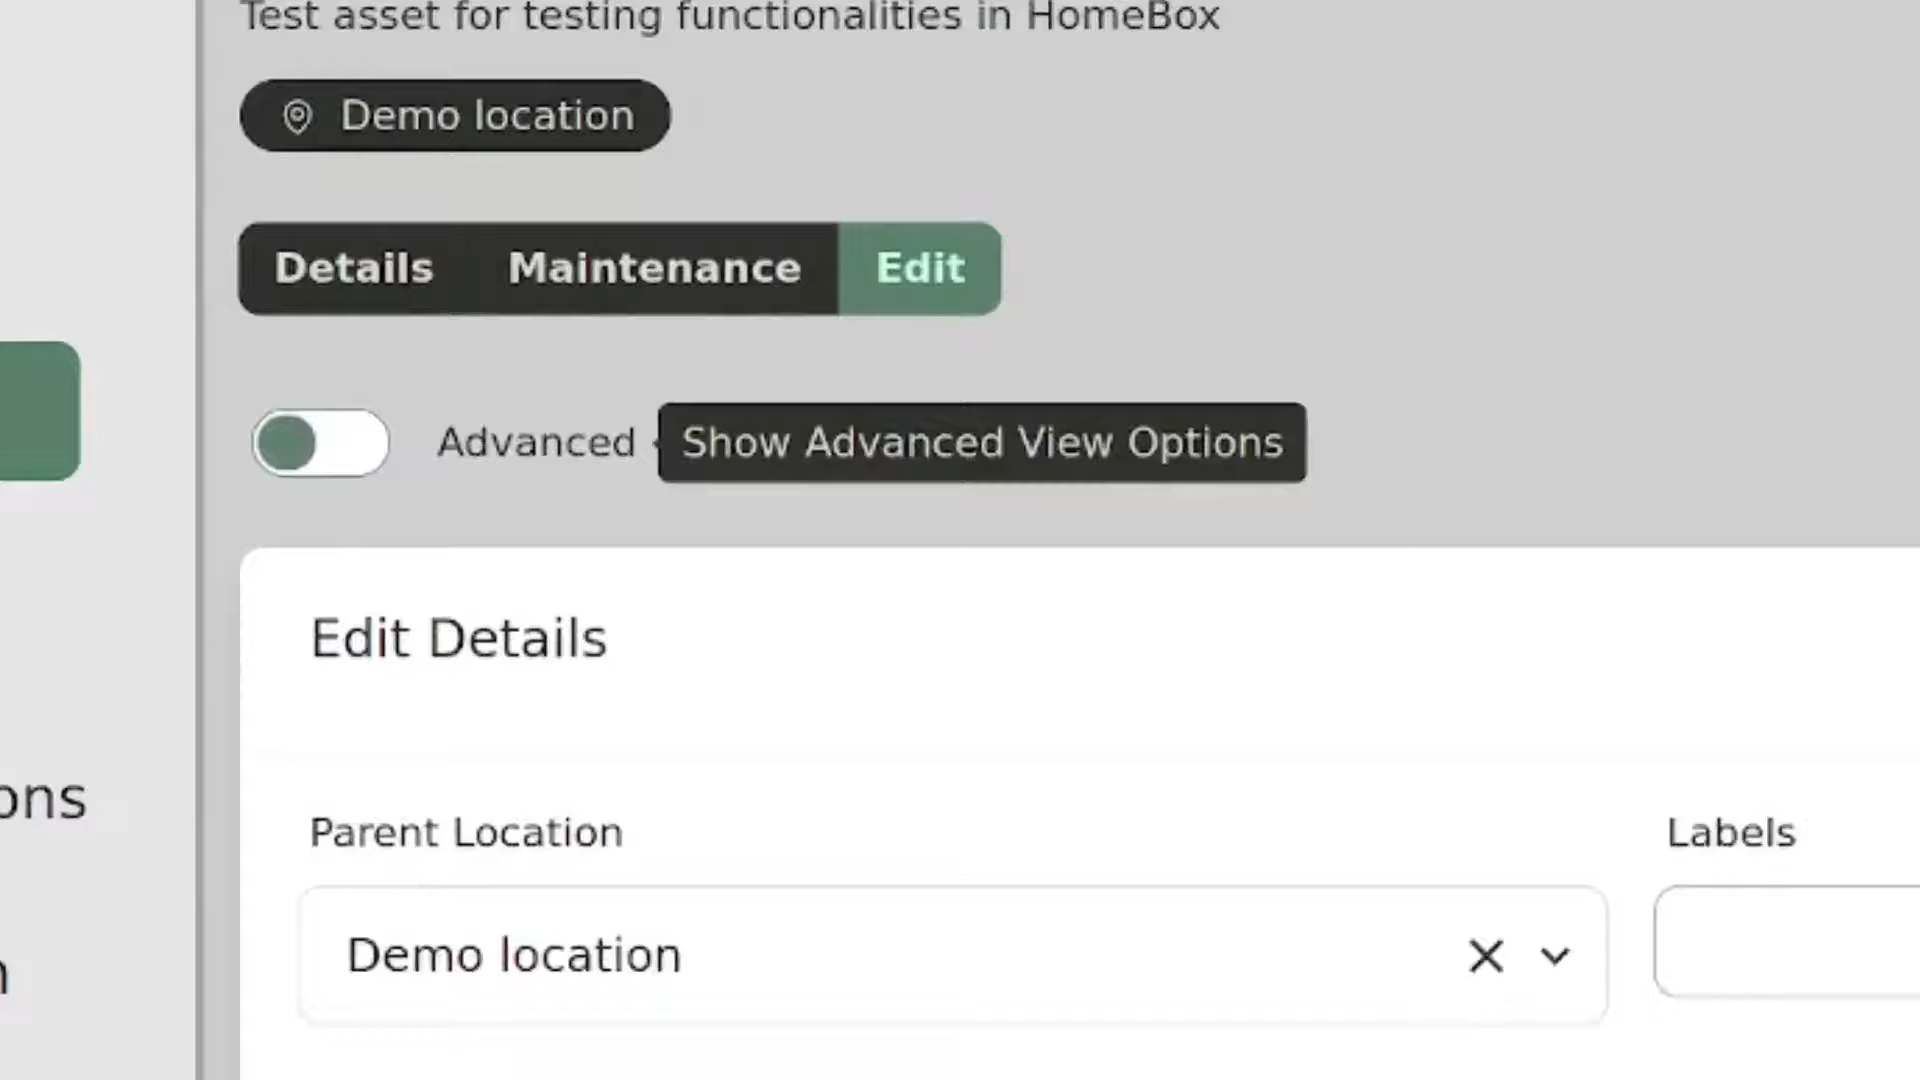 Test asset for testing functionalities in HomeBox
Demo location
Details Maintenance Edit
Advanced Show Advanced View Options
Edit Details
ons
Parent Location Labels
Demo location
n